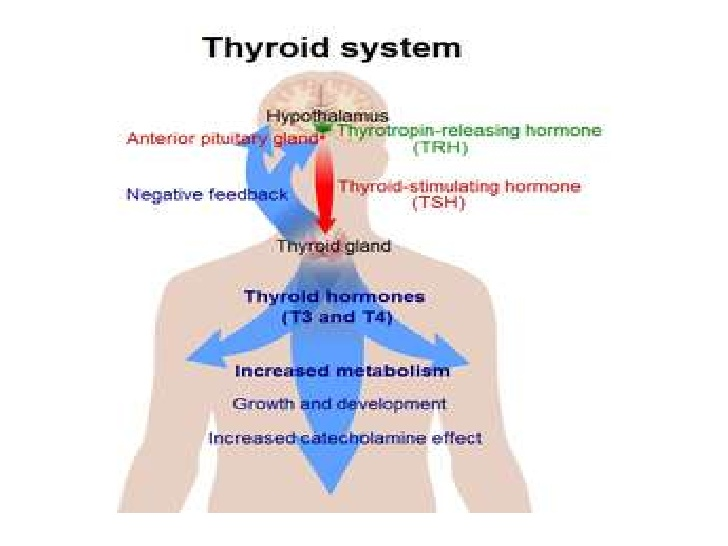 Thyroid system
Hypothalamus
Thyrotropin-releasing hormone
(TRH)
Anterior pituitary gland
Negative feedback
Thyroid-stimulating hormone
(TSH)
Thyroid gland
Thyroid hormones
(T3 and T4)
Increased metabolism
Growth and development
Increased catecholamine effect